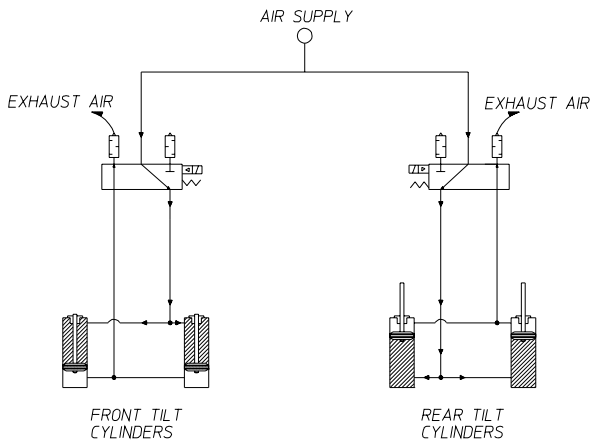 AIR SUPPLY
EXHAUST AIR
EXHAUST AIR
FRONT TILT
CYLINDERS
REAR TILT
CYLINDERS